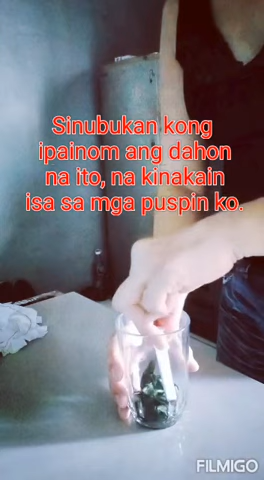 Sinubukan kong
ipainom ang dahon
na ito, na kinakain
isa sa mga puspin ko.
FILMIGO